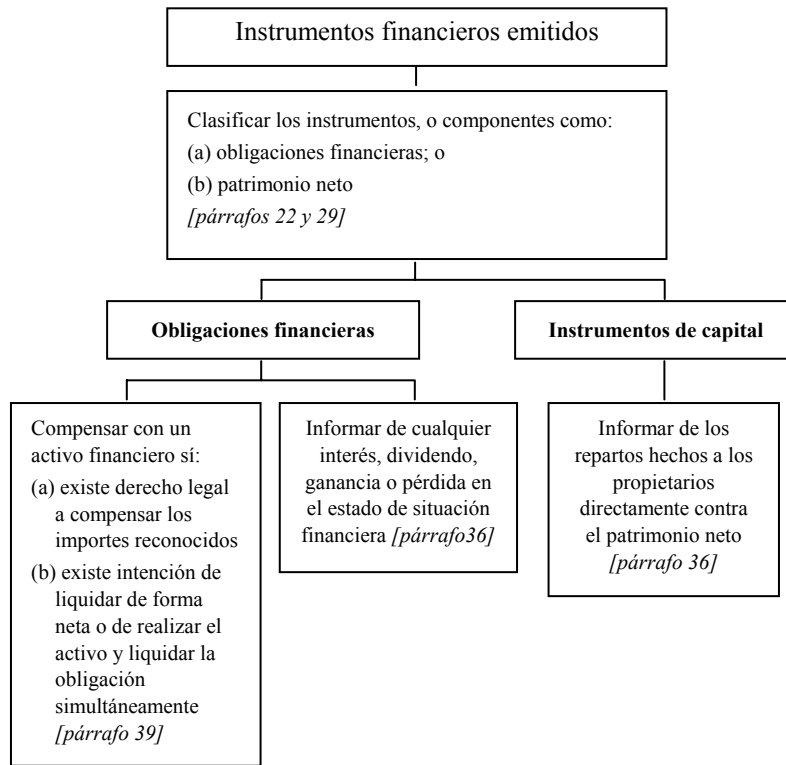 Instrumentos financieros emitidos
Clasificar los instrumentos, o componentes como:
(a) obligaciones financieras; o
(b) patrimonio neto
[párrafos 22 y 29]
Obligaciones financieras
Instrumentos de capital
Compensar con un
activo financiero sí:
(a) existe derecho legal
a compensar los
importes reconocidos
(b) existe intención de
liquidar de forma
neta o de realizar el
activo y liquidar la
obligación
simultáneamente
[párrafo 39]
Informar de cualquier
interés, dividendo,
ganancia o pérdida en
el estado de situación
financiera [párrafo36]
Informar de los
repartos hechos a los
propietarios
directamente contra
el patrimonio neto
[párrafo 36]